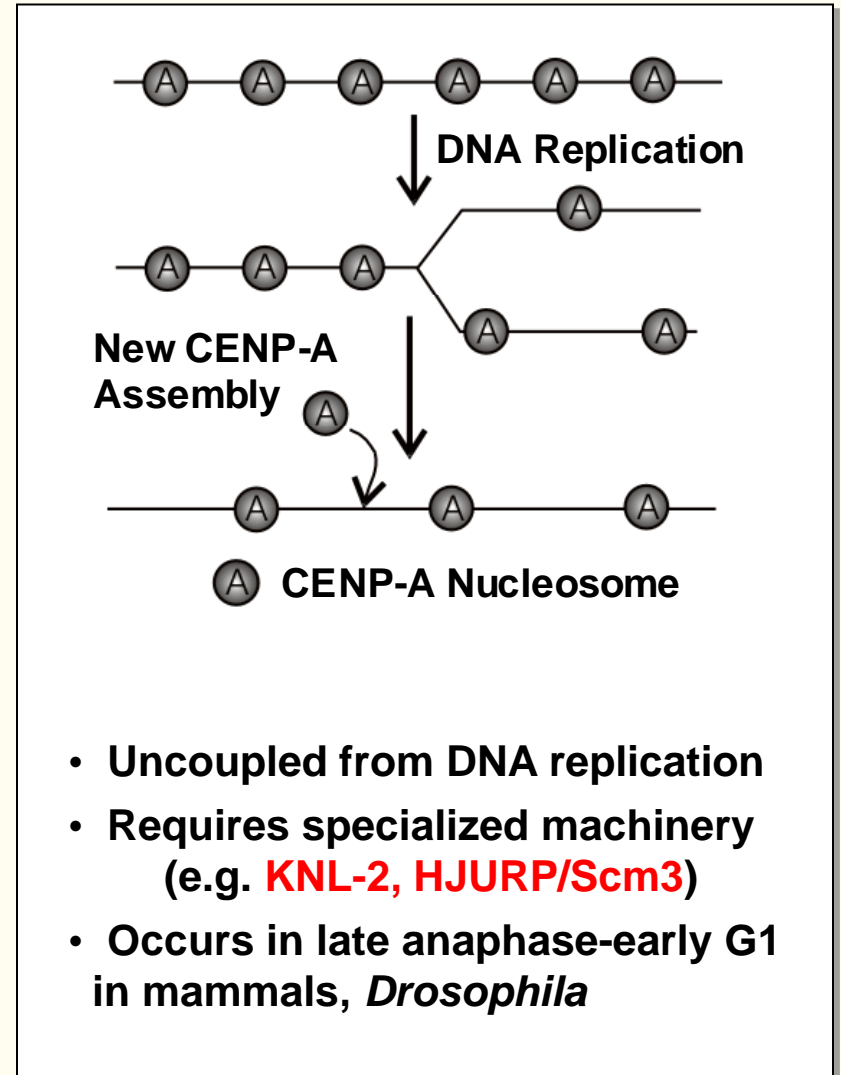 A A A A A A
DNA Replication
A
A A A
A A
New CENP-A
Assembly
A
A A A
A CENP-A Nucleosome
• Uncoupled from DNA replication
• Requires specialized machinery
(e.g. KNL-2, HJURP/Scm3)
• Occurs in late anaphase-early G1
in mammals, Drosophila